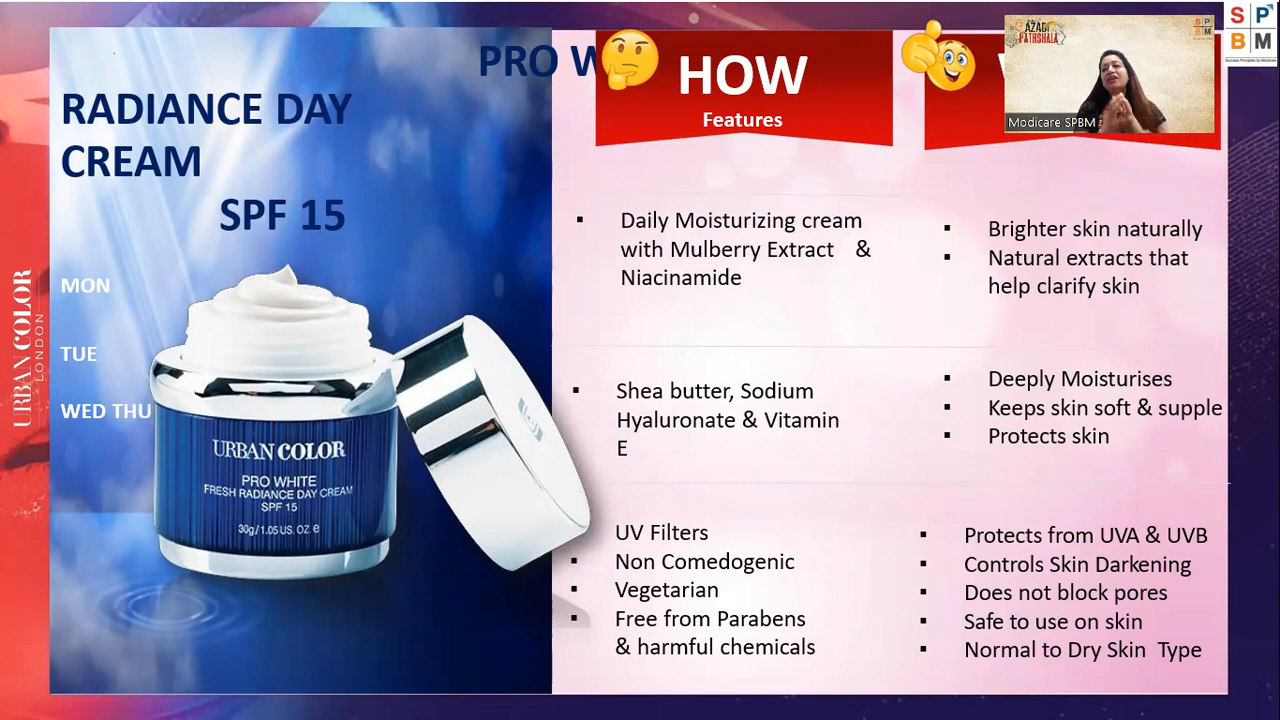 PRO W
RADIANCE DAY
CREAM
SPF 15
MON
TUE
WED THU
URBAN COLOR
LONDON
URBAN COLOR
PRO WHITE
FRESH RADIANCE DAY CREAM
SPF 15
30g/1.05 US. OZ. e
HOW
Features
▪ Daily Moisturizing cream
with Mulberry Extract &
Niacinamide
▪ Shea butter, Sodium
Hyaluronate & Vitamin
E
UV Filters
▪ Non Comedogenic
▪ Vegetarian
▪ Free from Parabens
& harmful chemicals
▪ Brighter skin naturally
▪ Natural extracts that
help clarify skin
▪ Deeply Moisturises
▪ Keeps skin soft & supple
▪ Protects skin
▪ Protects from UVA & UVB
▪ Controls Skin Darkening
▪ Does not block pores
▪ Safe to use on skin
▪ Normal to Dry Skin Type
AZADI
PATHSHALA
S P
B M
Modicare SPBM
S P
B M
Success Principles by Modicare